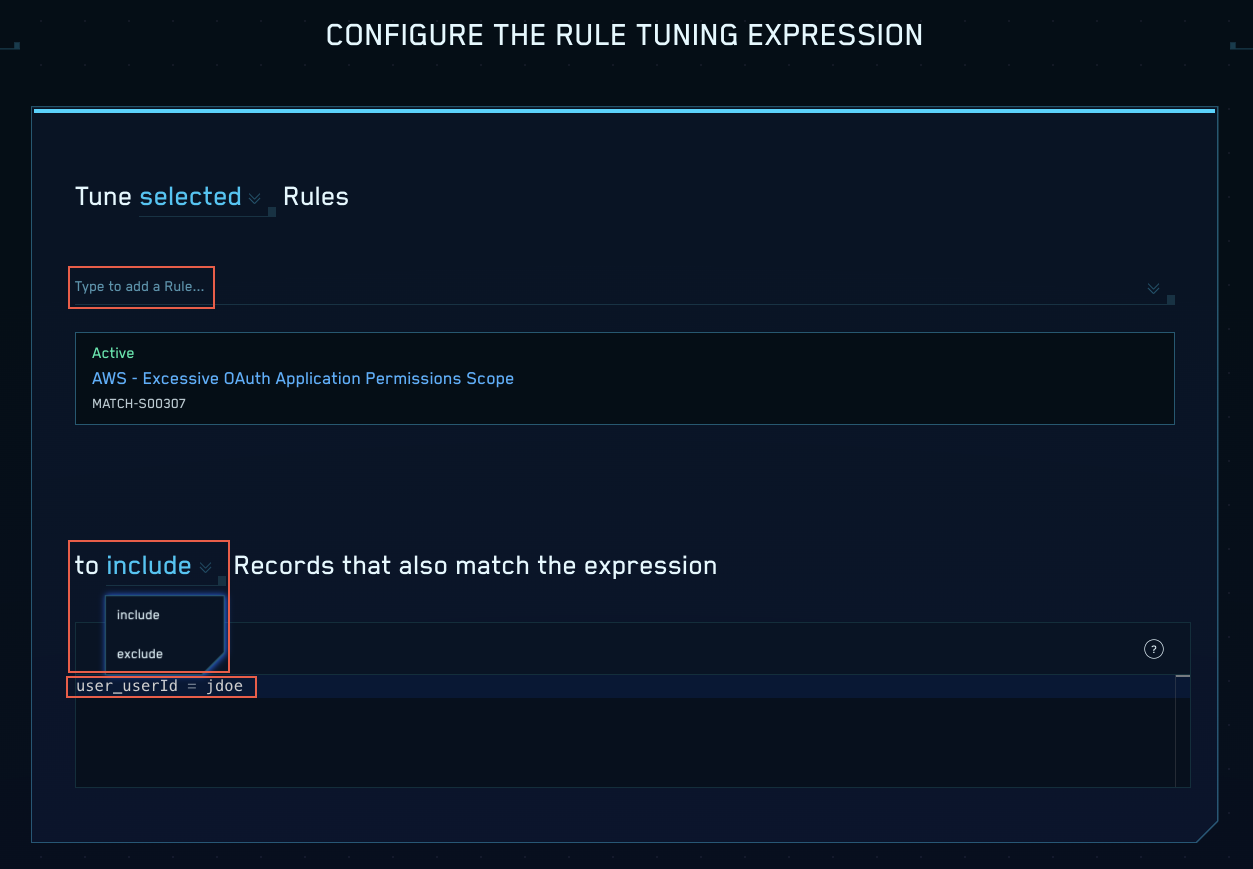 CONFIGURE THE RULE TUNING EXPRESSION
Tune selected Rules
Type to add a Rule...
Active
AWS - Excessive OAuth Application Permissions Scope
MATCH-S00307
to include Records that also match the expression
include
exclude
?
user_userId = jdoe